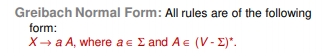 Greibach Normal Form: All rules are of the following
form:
X → a A, where a ∈ Σ and A ∈ (V - Σ)*.